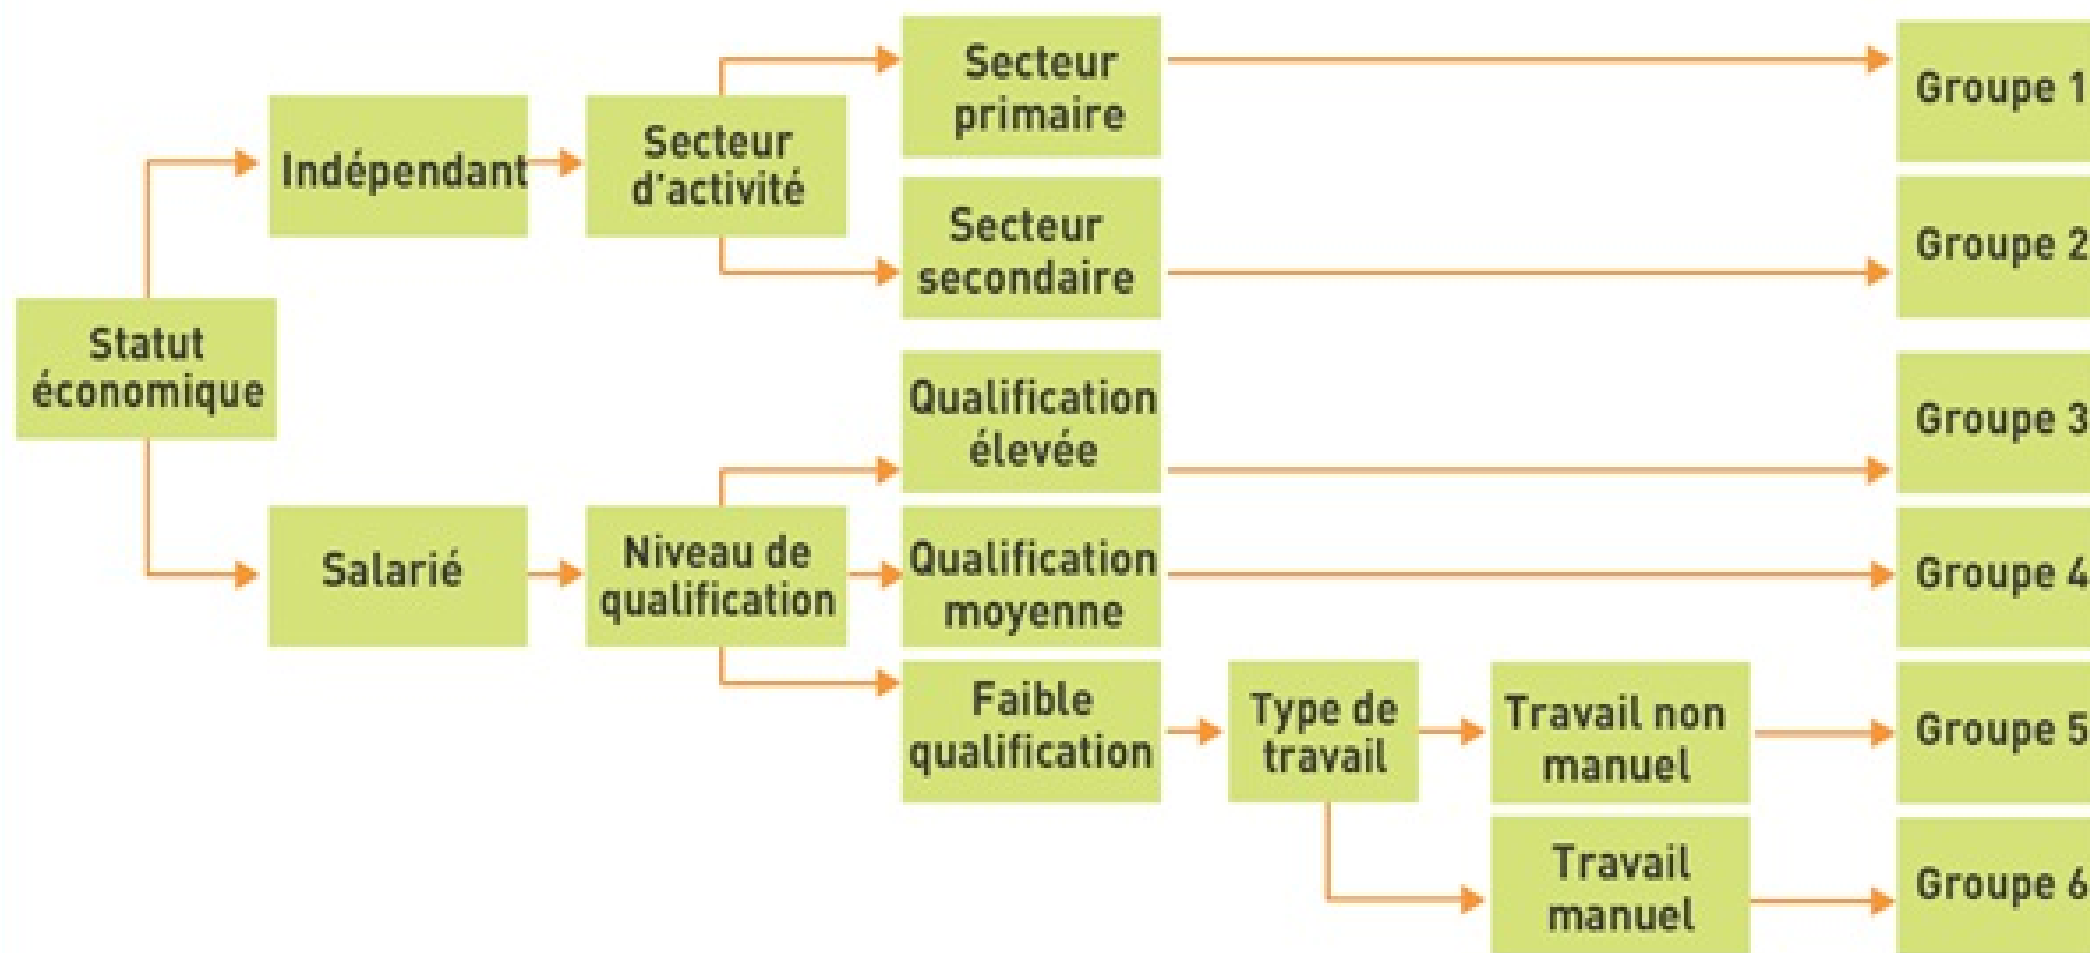 Secteur
primaire
Groupe 1
Indépendant
Secteur
d'activité
Secteur
secondaire
Groupe 2
Statut
économique
Qualification
élevée
Groupe 3
Salarié
Niveau de
qualification
Qualification
moyenne
Groupe 4
Faible
qualification
Type de
travail
Travail non
manuel
Groupe 5
Travail
manuel
Groupe 6